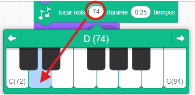 tocar nota 74 durante 0.25 tiempos
D (74)
C(72) C(84)